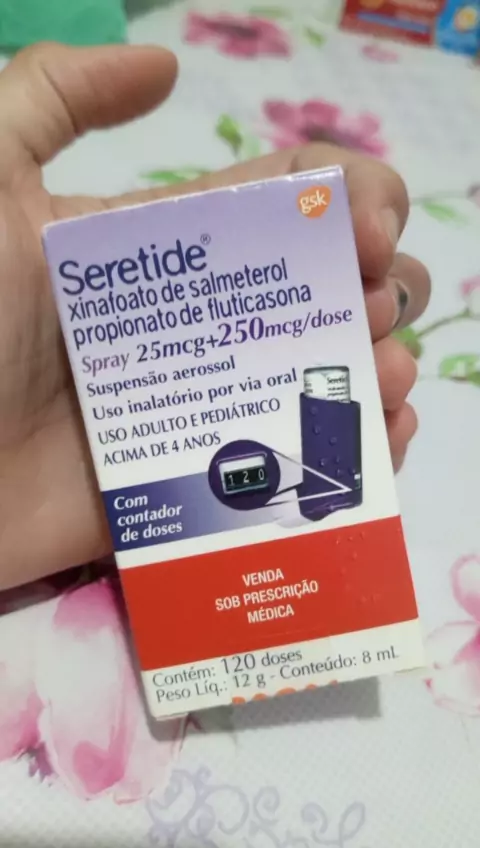 gsk
Seretide®
xinafoato de salmeterol
propionato de fluticasona
Spray 25mcg+250mcg/dose
Suspensão aerossol
Uso inalatório por via oral
USO ADULTO E PEDIÁTRICO
ACIMA DE 4 ANOS
Seretide
120
Com
contador
de doses
VENDA
SOB PRESCRIÇÃO
MÉDICA
Contém: 120 doses
Peso Líq.: 12 g - Conteúdo: 8 mL